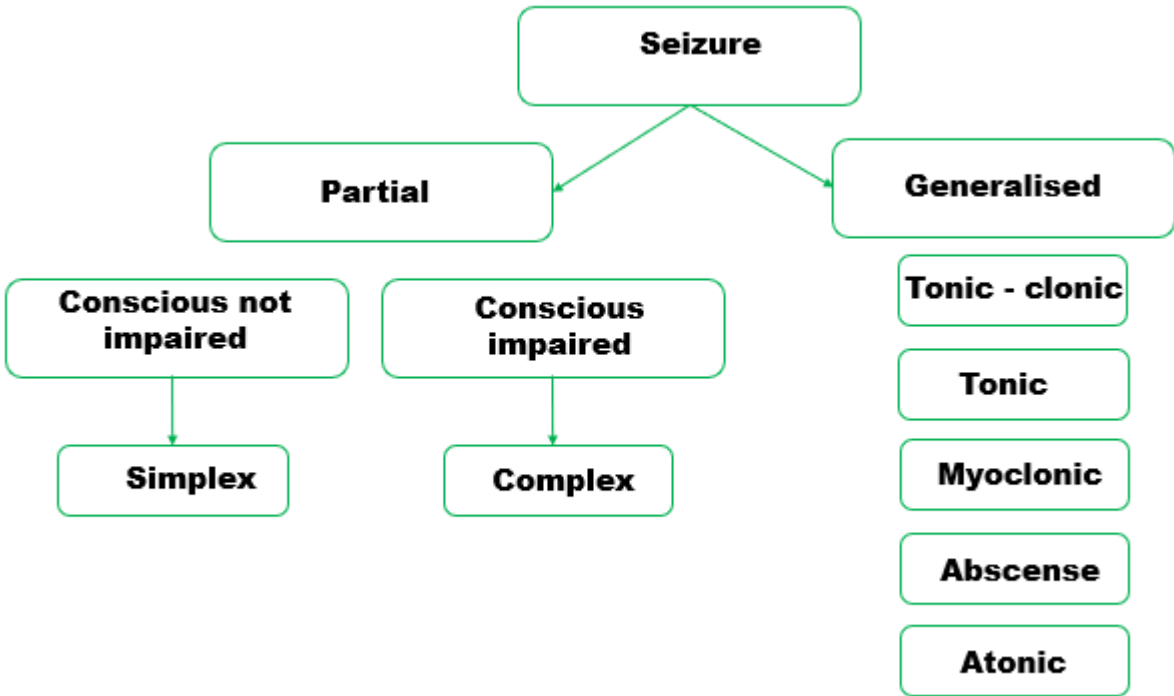 Seizure
Partial
Generalised
Conscious not
impaired
Conscious
impaired
Simplex
Complex
Tonic - clonic
Tonic
Myoclonic
Abscense
Atonic